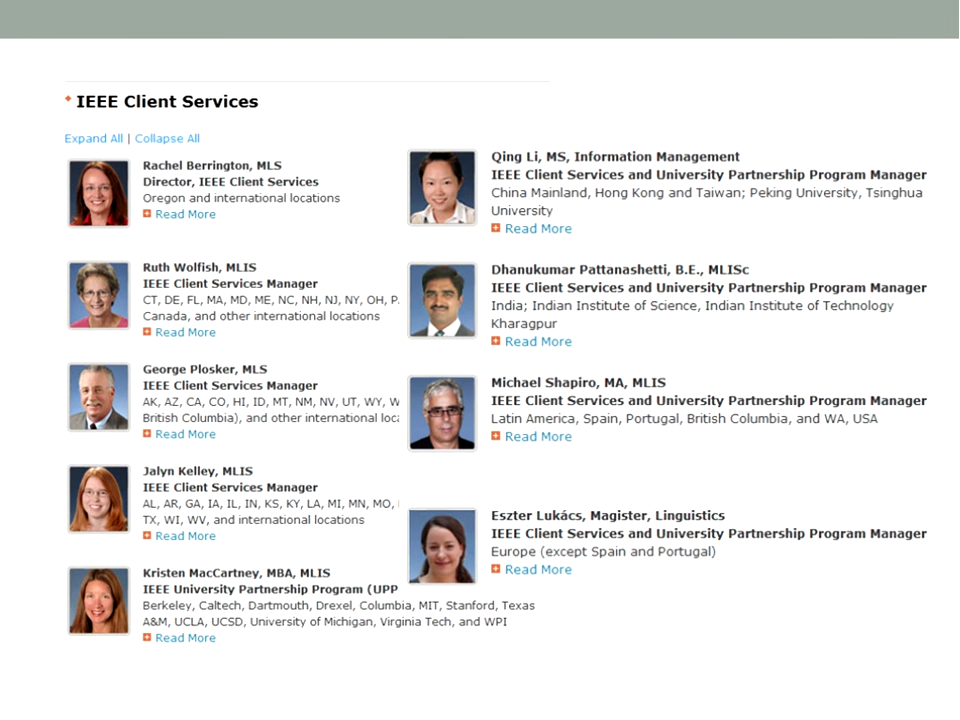 IEEE Client Services
Expand All | Collapse All
Rachel Berrington, MLS
Director, IEEE Client Services
Oregon and international locations
Read More
Ruth Wolfish, MLIS
IEEE Client Services Manager
CT, DE, FL, MA, MD, ME, NC, NH, NJ, NY, OH,
Canada, and other international locations
Read More
George Plosker, MLS
IEEE Client Services Manager
AK, AZ, CA, CO, HI, ID, MT, NM, NV, UT, WY,
British Columbia), and other international
Read More
Jalyn Kelley, MLIS
IEEE Client Services Manager
AL, AR, GA, IA, IL, IN, KS, KY, LA, MI, MN, MO,
TX, WI, WV, and international locations
Read More
Kristen MacCartney, MBA, MLIS
IEEE University Partnership Program (UPP
Berkeley, Caltech, Dartmouth, Drexel, Columbia, MIT, Stanford, Texas
A&M, UCLA, UCSD, University of Michigan, Virginia Tech, and WPI
Read More
Qing Li, MS, Information Management
IEEE Client Services and University Partnership Program Manager
China Mainland, Hong Kong and Taiwan; Peking University, Tsinghua
University
Read More
Dhanukumar Pattanashetti, B.E., MLISc
IEEE Client Services and University Partnership Program Manager
India; Indian Institute of Science, Indian Institute of Technology
Kharagpur
Read More
Michael Shapiro, MA, MLIS
IEEE Client Services and University Partnership Program Manager
Latin America, Spain, Portugal, British Columbia, and WA, USA
Read More
Eszter Lukács, Magister, Linguistics
IEEE Client Services and University Partnership Program Manager
Europe (except Spain and Portugal)
Read More